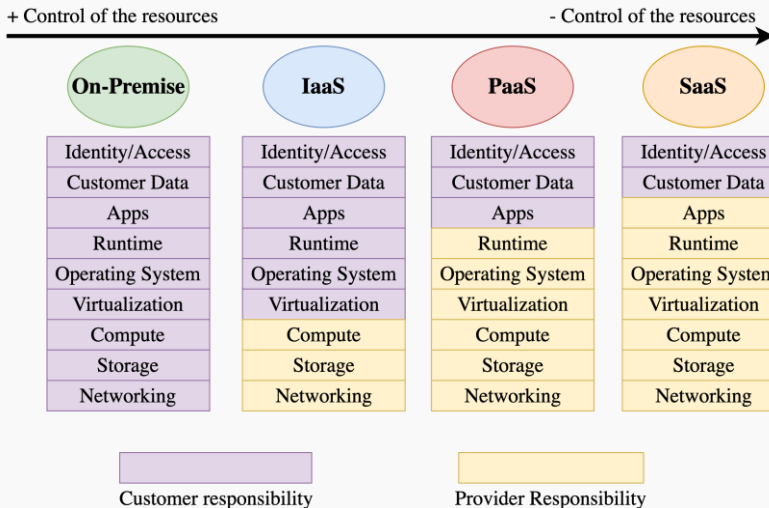 + Control of the resources
- Control of the resources
On-Premise
IaaS
PaaS
SaaS
Identity/Access
Customer Data
Apps
Runtime
Operating System
Virtualization
Compute
Storage
Networking
Identity/Access
Customer Data
Apps
Runtime
Operating System
Virtualization
Compute
Storage
Networking
Identity/Access
Customer Data
Apps
Runtime
Operating System
Virtualization
Compute
Storage
Networking
Identity/Access
Customer Data
Apps
Runtime
Operating System
Virtualization
Compute
Storage
Networking
Customer responsibility
Provider Responsibility